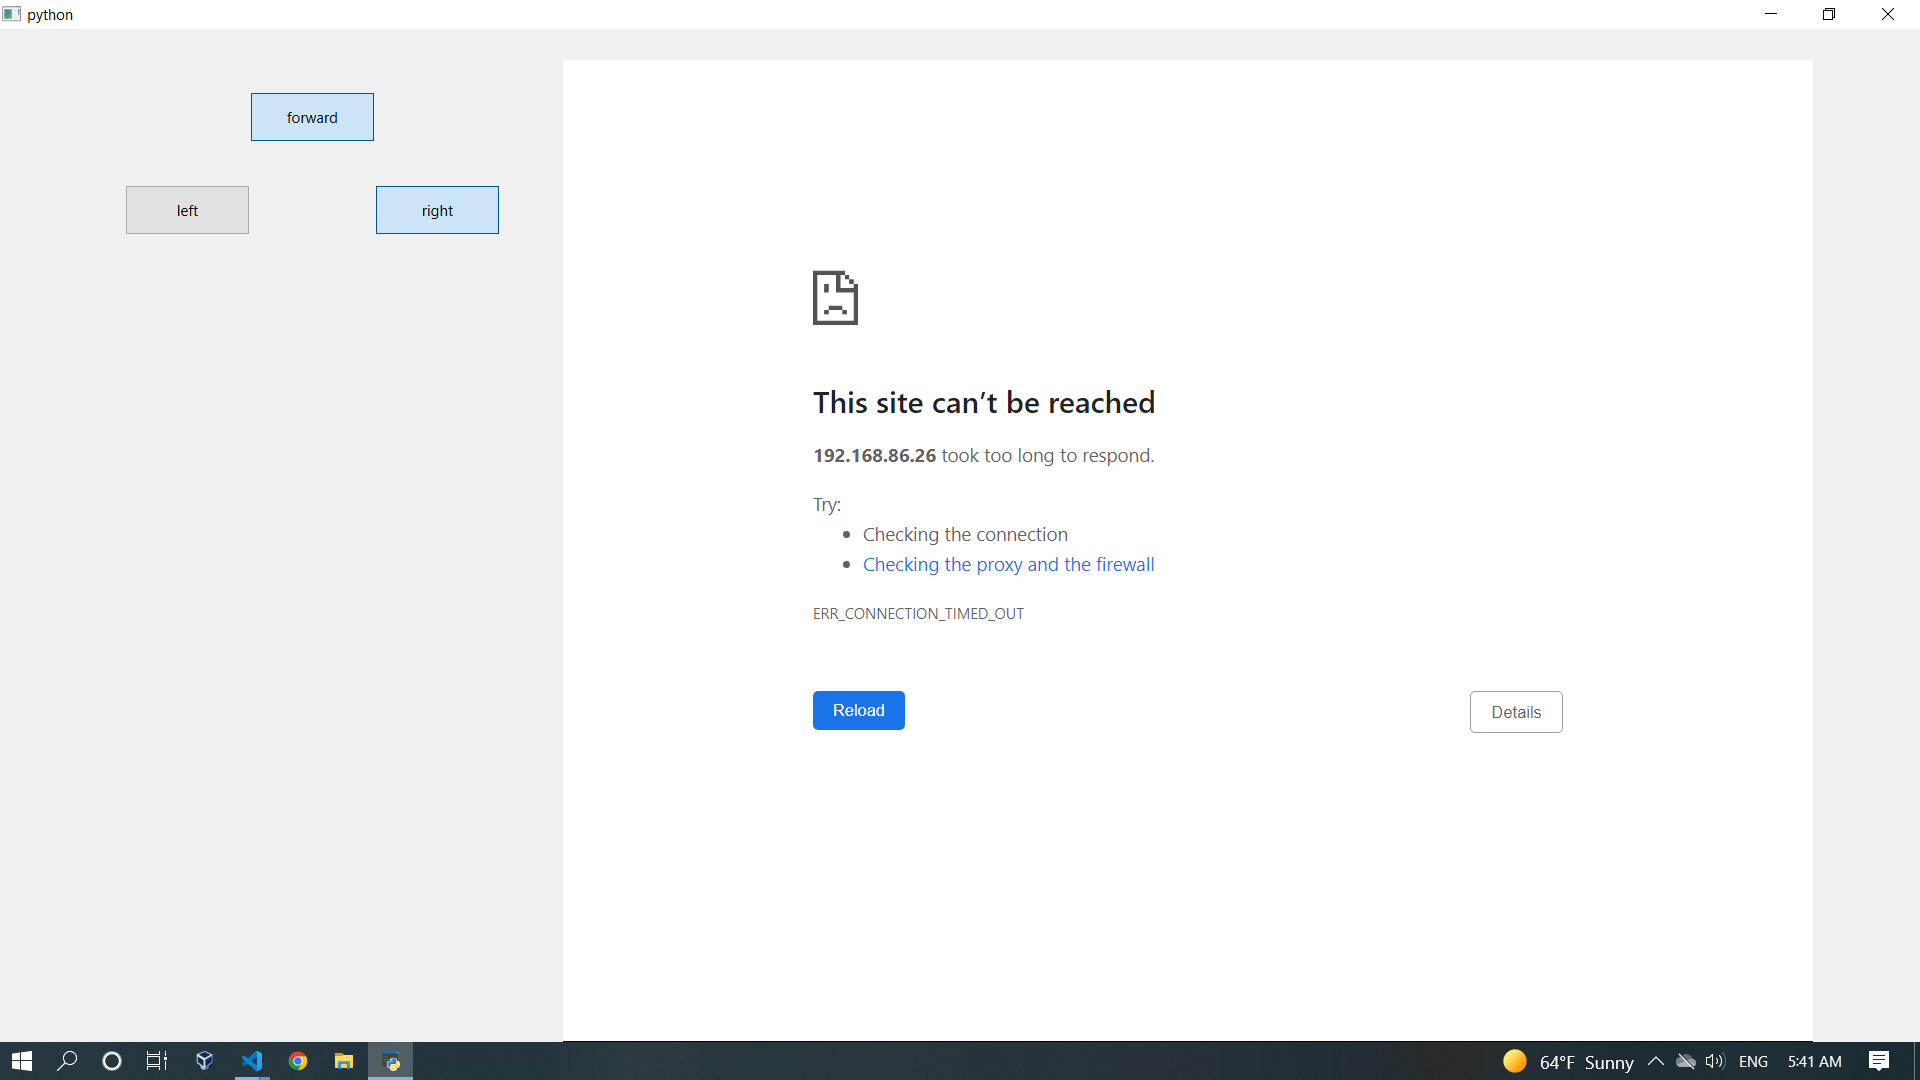 python
forward
left
right
This site can’t be reached
192.168.86.26 took too long to respond.
Try:
Checking the connection
Checking the proxy and the firewall
ERR_CONNECTION_TIMED_OUT
Reload
Details
64°F Sunny
ENG
5:41 AM